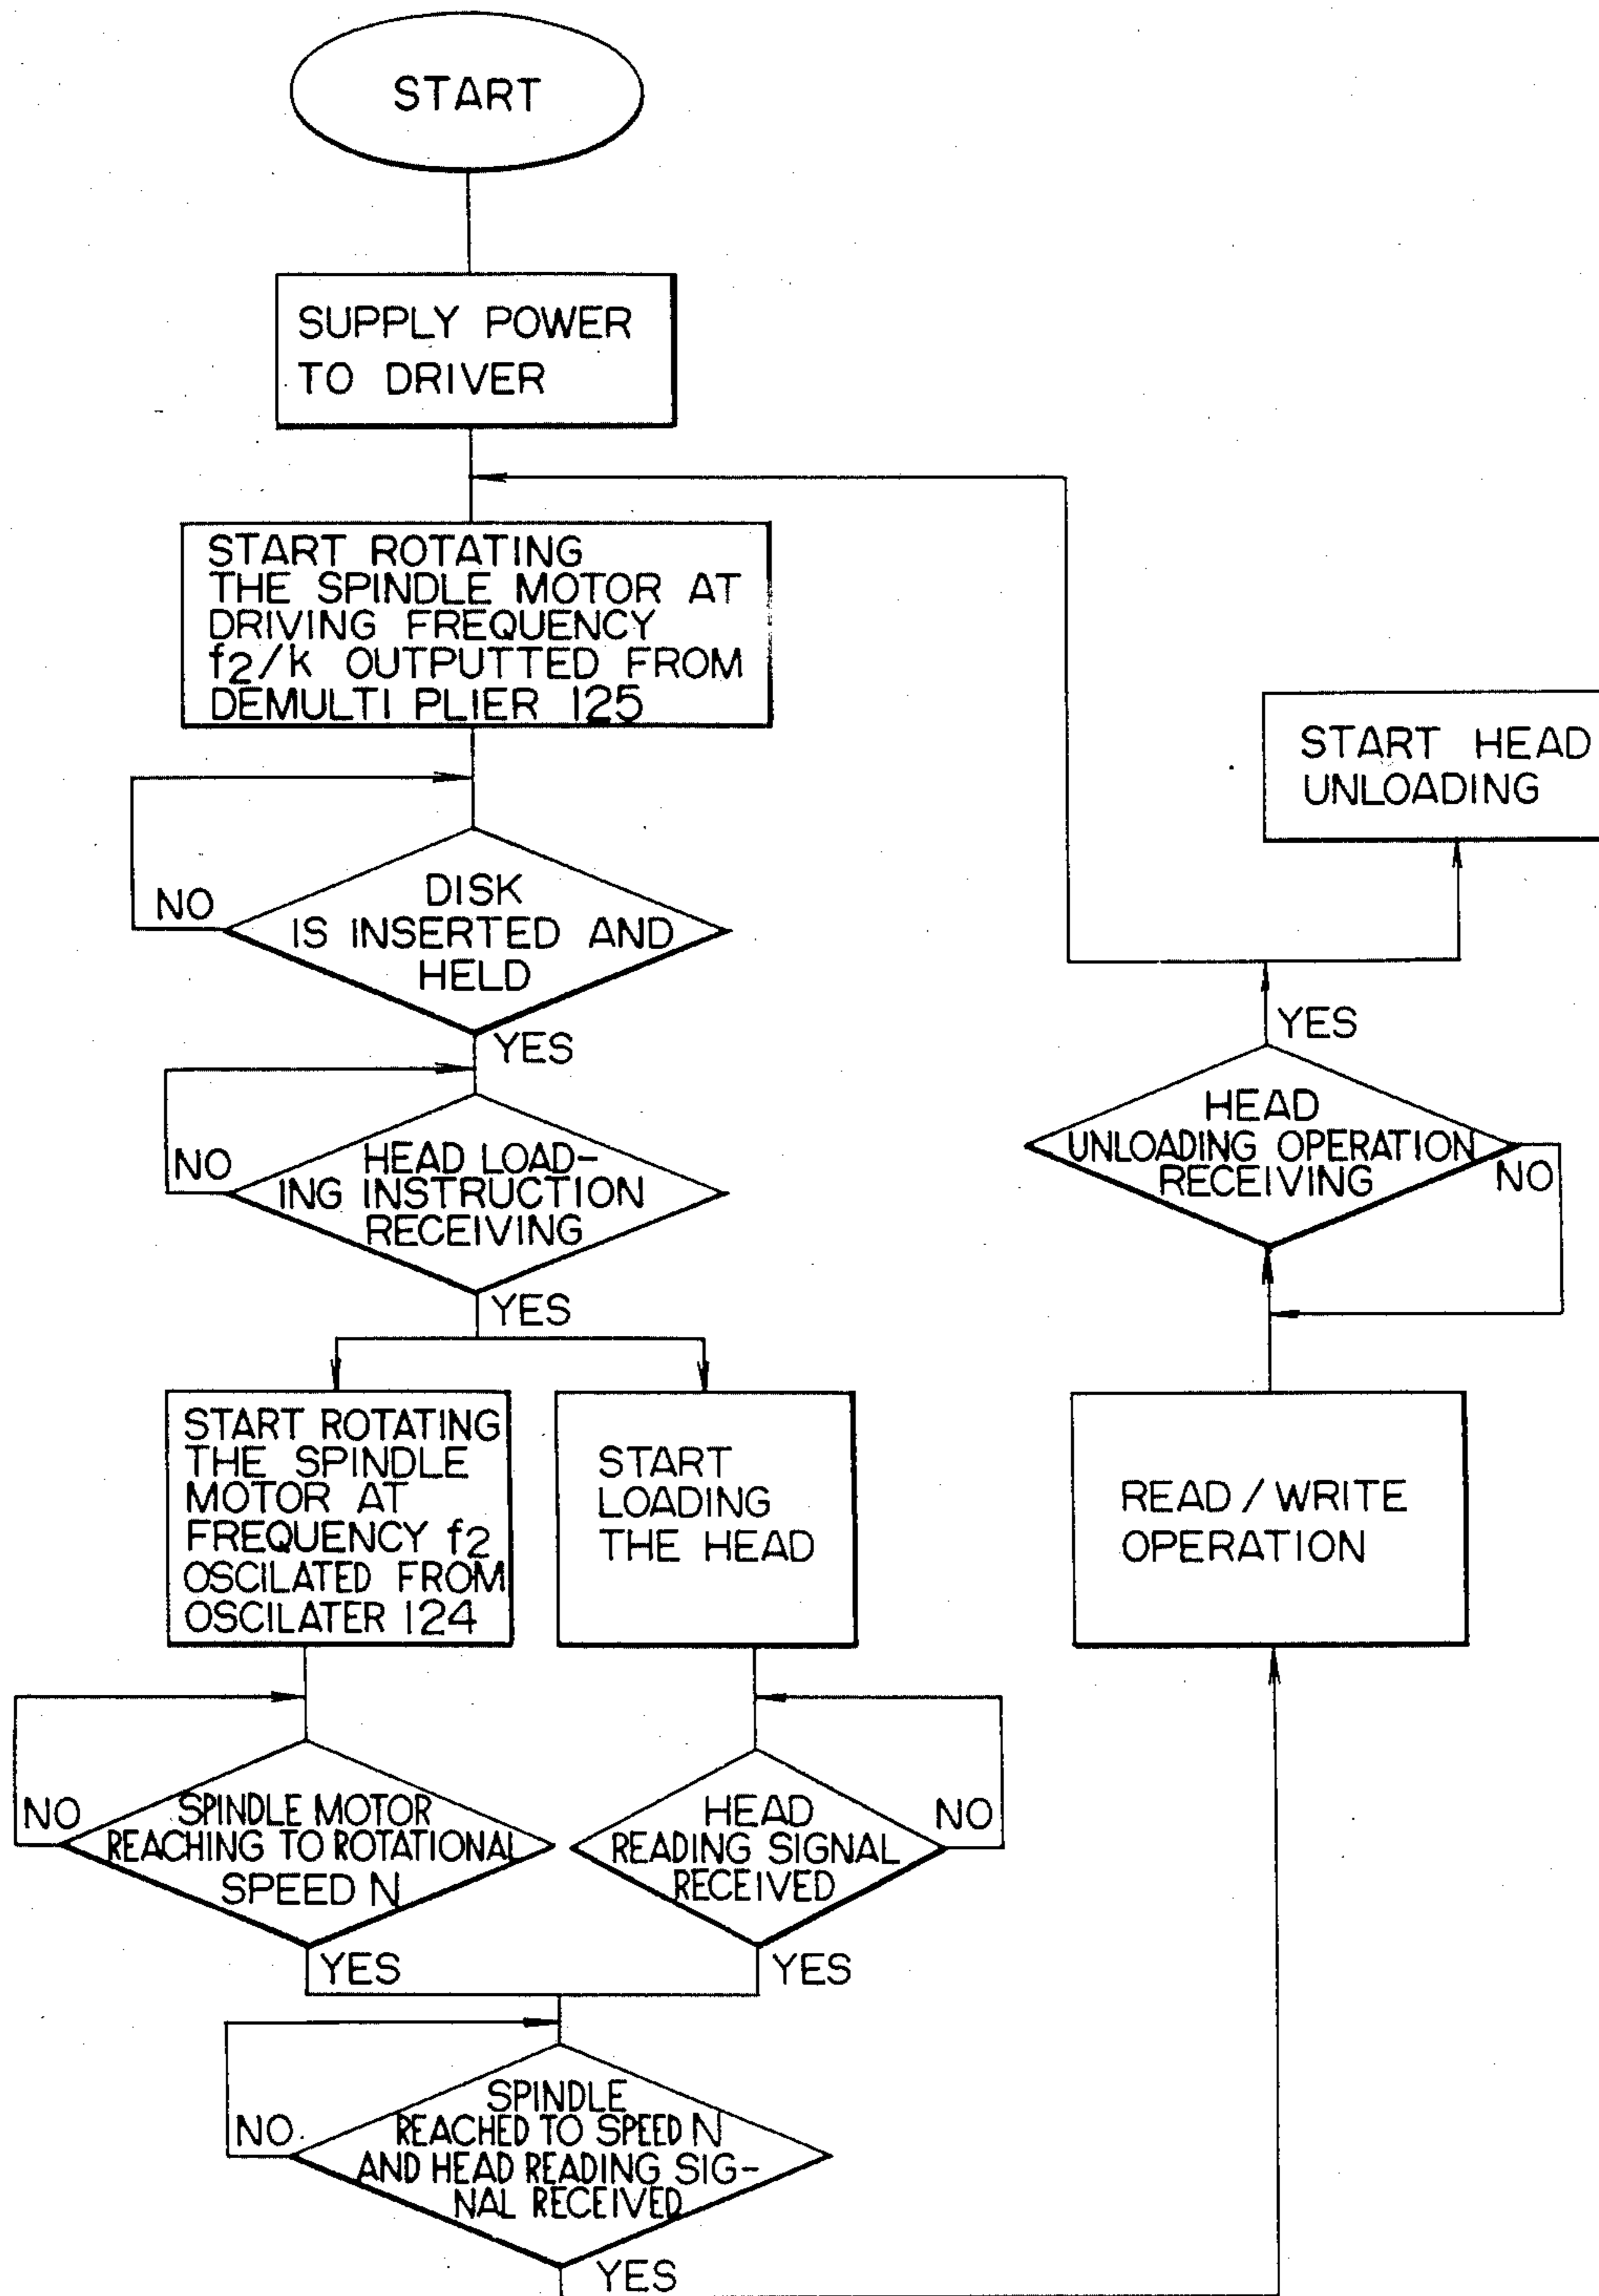 START
SUPPLY POWER
TO DRIVER
START ROTATING
THE SPINDLE MOTOR AT
DRIVING FREQUENCY
f2/k OUTPUTTED FROM
DEMULTI PLIER 125
NO
DISK
IS INSERTED AND
HELD
YES
NO
HEAD LOAD-
ING INSTRUCTION
RECEIVING
YES
START ROTATING
THE SPINDLE
MOTOR AT
FREQUENCY f2
OSCILATED FROM
OSCILATER 124
START
LOADING
THE HEAD
NO
SPINDLE MOTOR
REACHING TO ROTATIONAL
SPEED N
YES
HEAD
READING SIGNAL
RECEIVED
NO
YES
NO
SPINDLE
REACHED TO SPEED N
AND HEAD READING SIG-
NAL RECEIVED
YES
READ / WRITE
OPERATION
HEAD
UNLOADING OPERATION
RECEIVING
NO
YES
START HEAD
UNLOADING